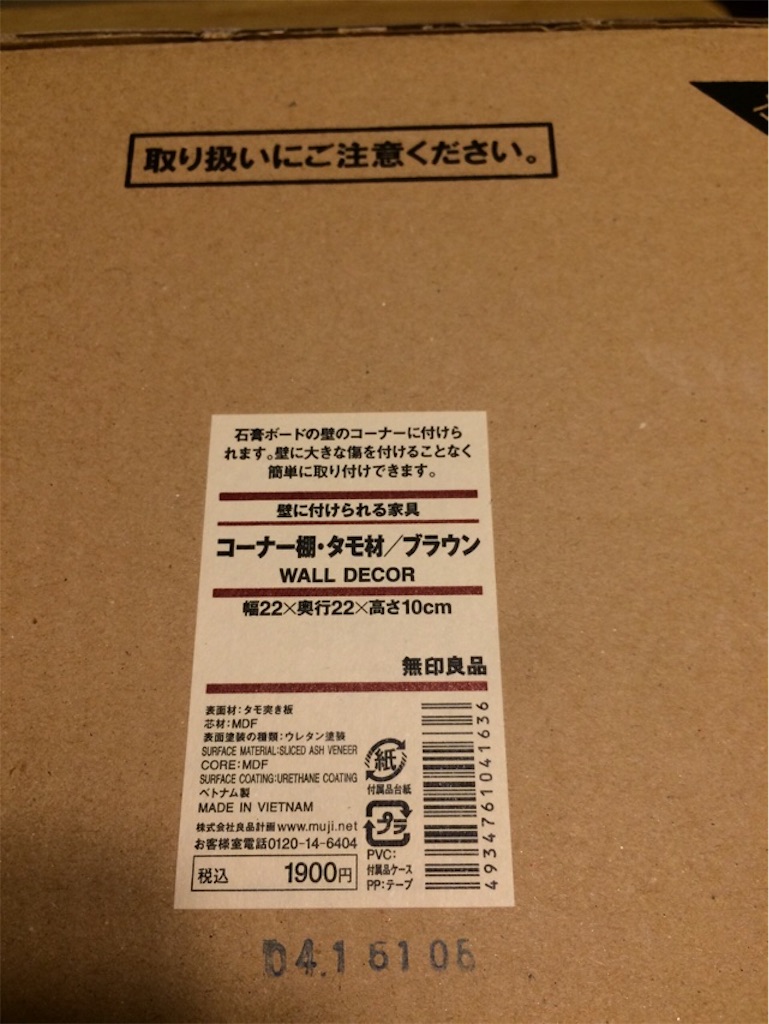 取り扱いにご注意ください。
石膏ボードの壁のコーナーに付けら
れます。壁に大きな傷を付けることなく
簡単に取り付けできます。
壁に付けられる家具
コーナー棚・タモ材/ブラウン
WALL DECOR
幅22×奥行22×高さ10cm
無印良品
表面材:タモ突き板
芯材:MDF
表面塗装の種類:ウレタン塗装
SURFACE MATERIAL:SLICED ASH VENEER
CORE:MDF
SURFACE COATING:URETHANE COATING
ベトナム製
MADE IN VIETNAM
株式会社良品計画 www.muji.net
お客様室電話0120-14-6404
税込 1900円
紙
付属品台紙
プラ
PVC:
付属品ケース
PP:テープ
4934761041636